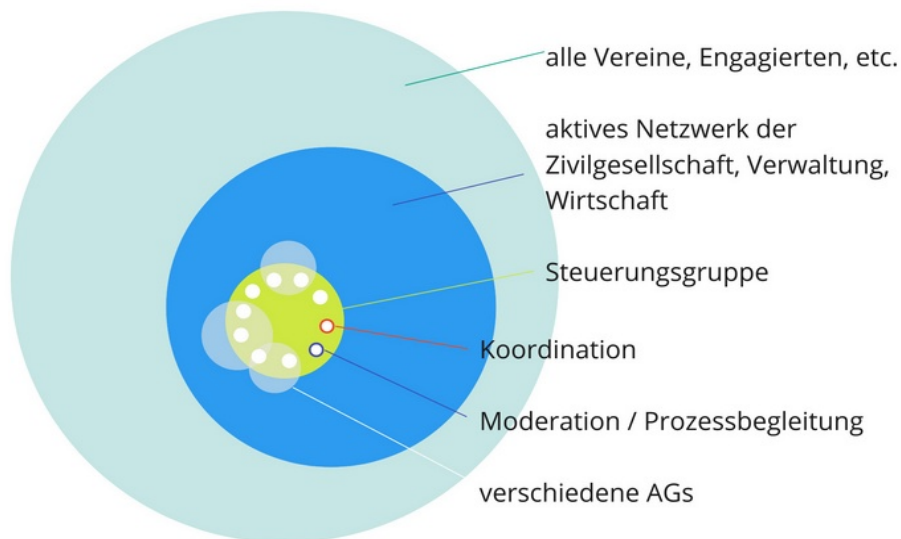 alle Vereine, Engagierten, etc.
aktives Netzwerk der
Zivilgesellschaft, Verwaltung,
Wirtschaft
Steuerungsgruppe
Koordination
Moderation / Prozessbegleitung
verschiedene AGs